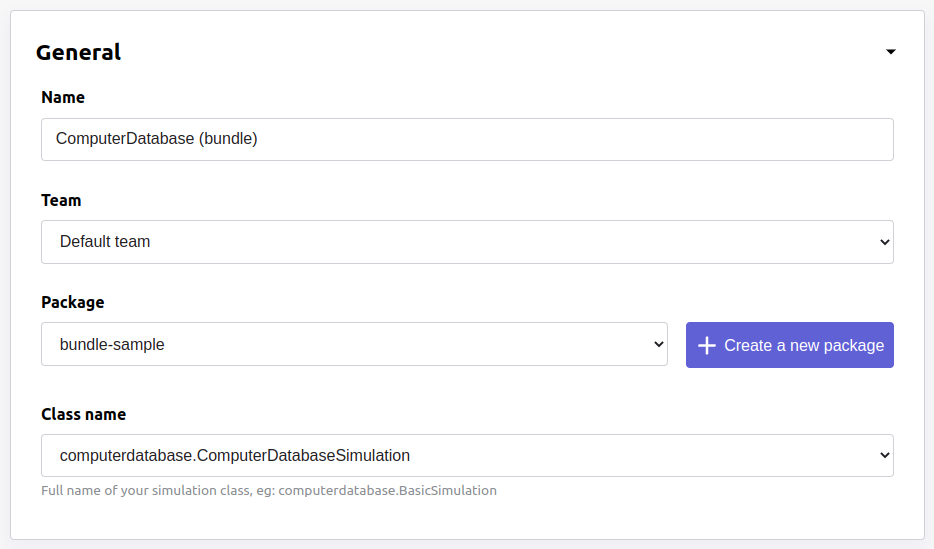 General
Name
ComputerDatabase (bundle)
Team
Default team
Package
bundle-sample
Create a new package
Class name
computerdatabase.ComputerDatabaseSimulation
Full name of your simulation class, eg: computerdatabase.BasicSimulation